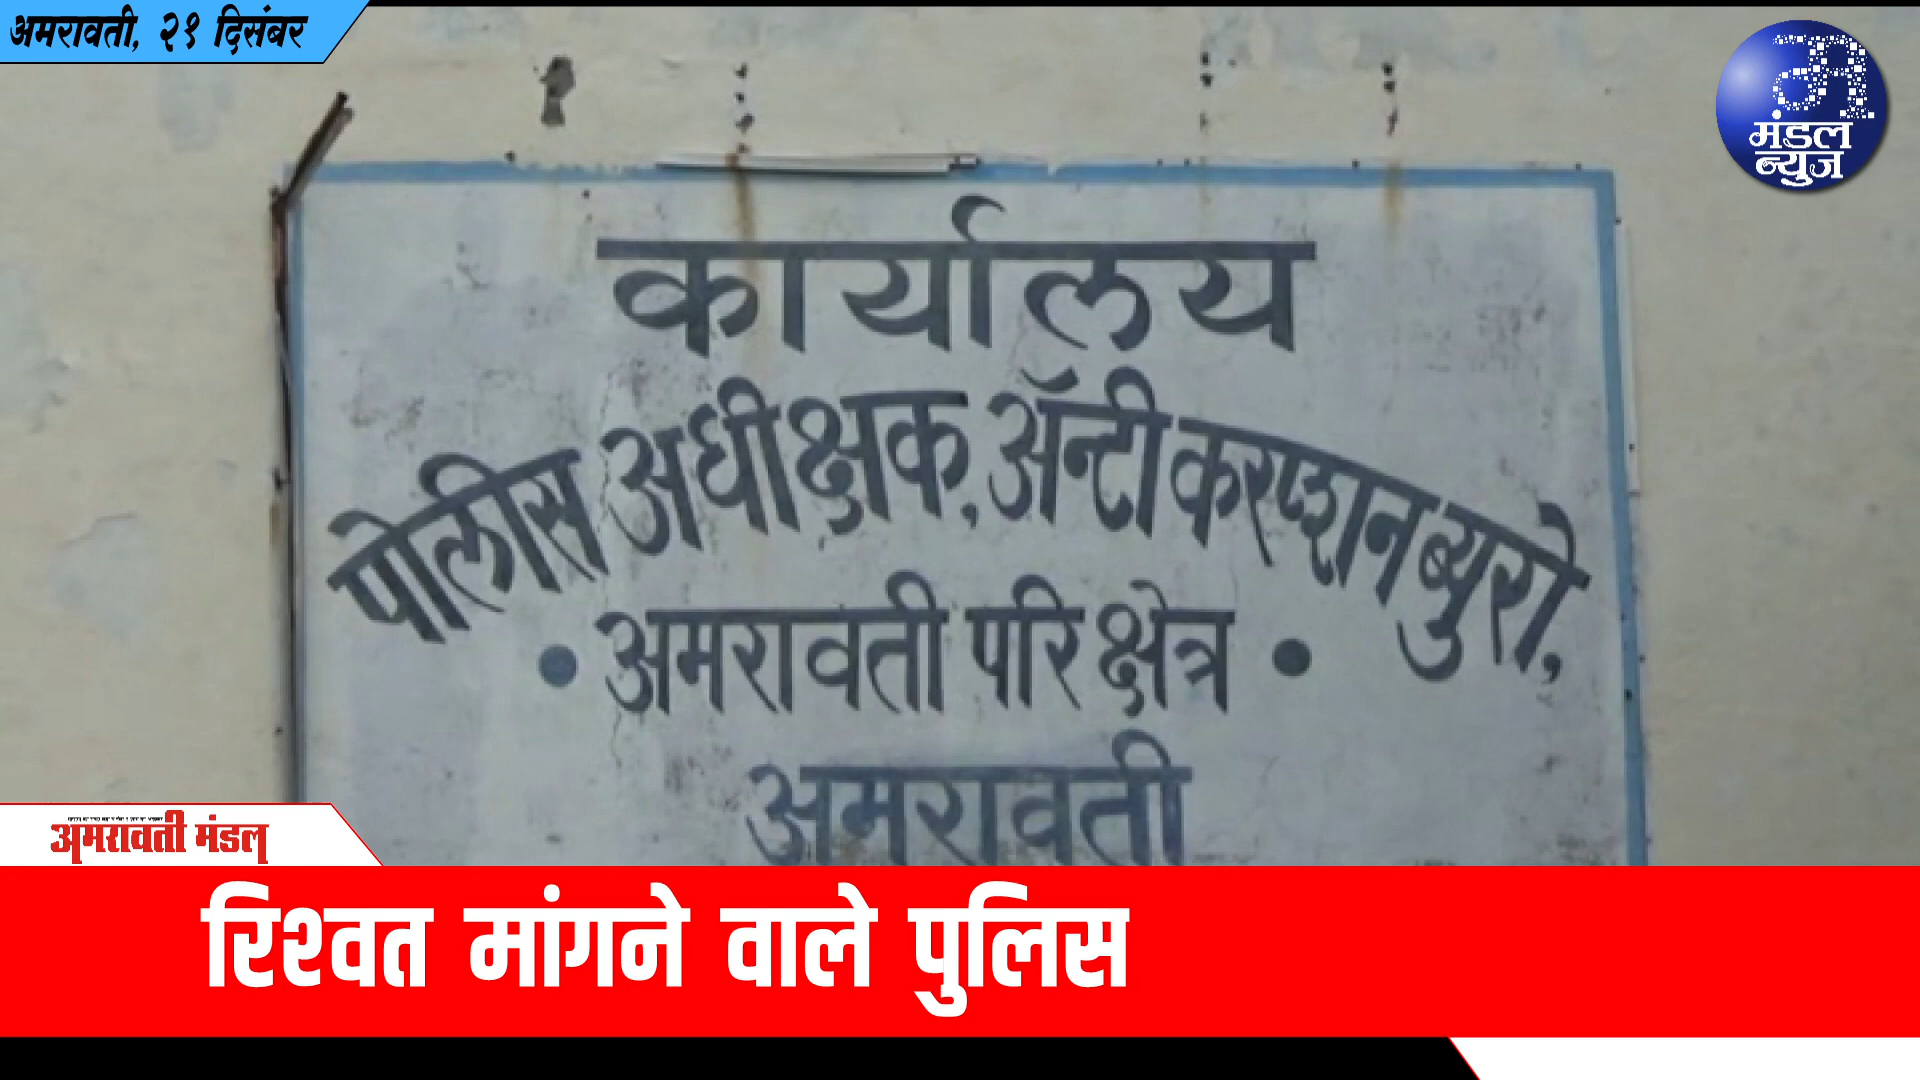 अमरावती, २१ दिसंबर
मंडल
न्युज
कार्यालय
पोलीस अधीक्षक, ॲन्टी करप्शन ब्युरो,
• अमरावती परिक्षेत्र •
अमरावती
अमरावती मंडल
रिश्वत मांगने वाले पुलिस